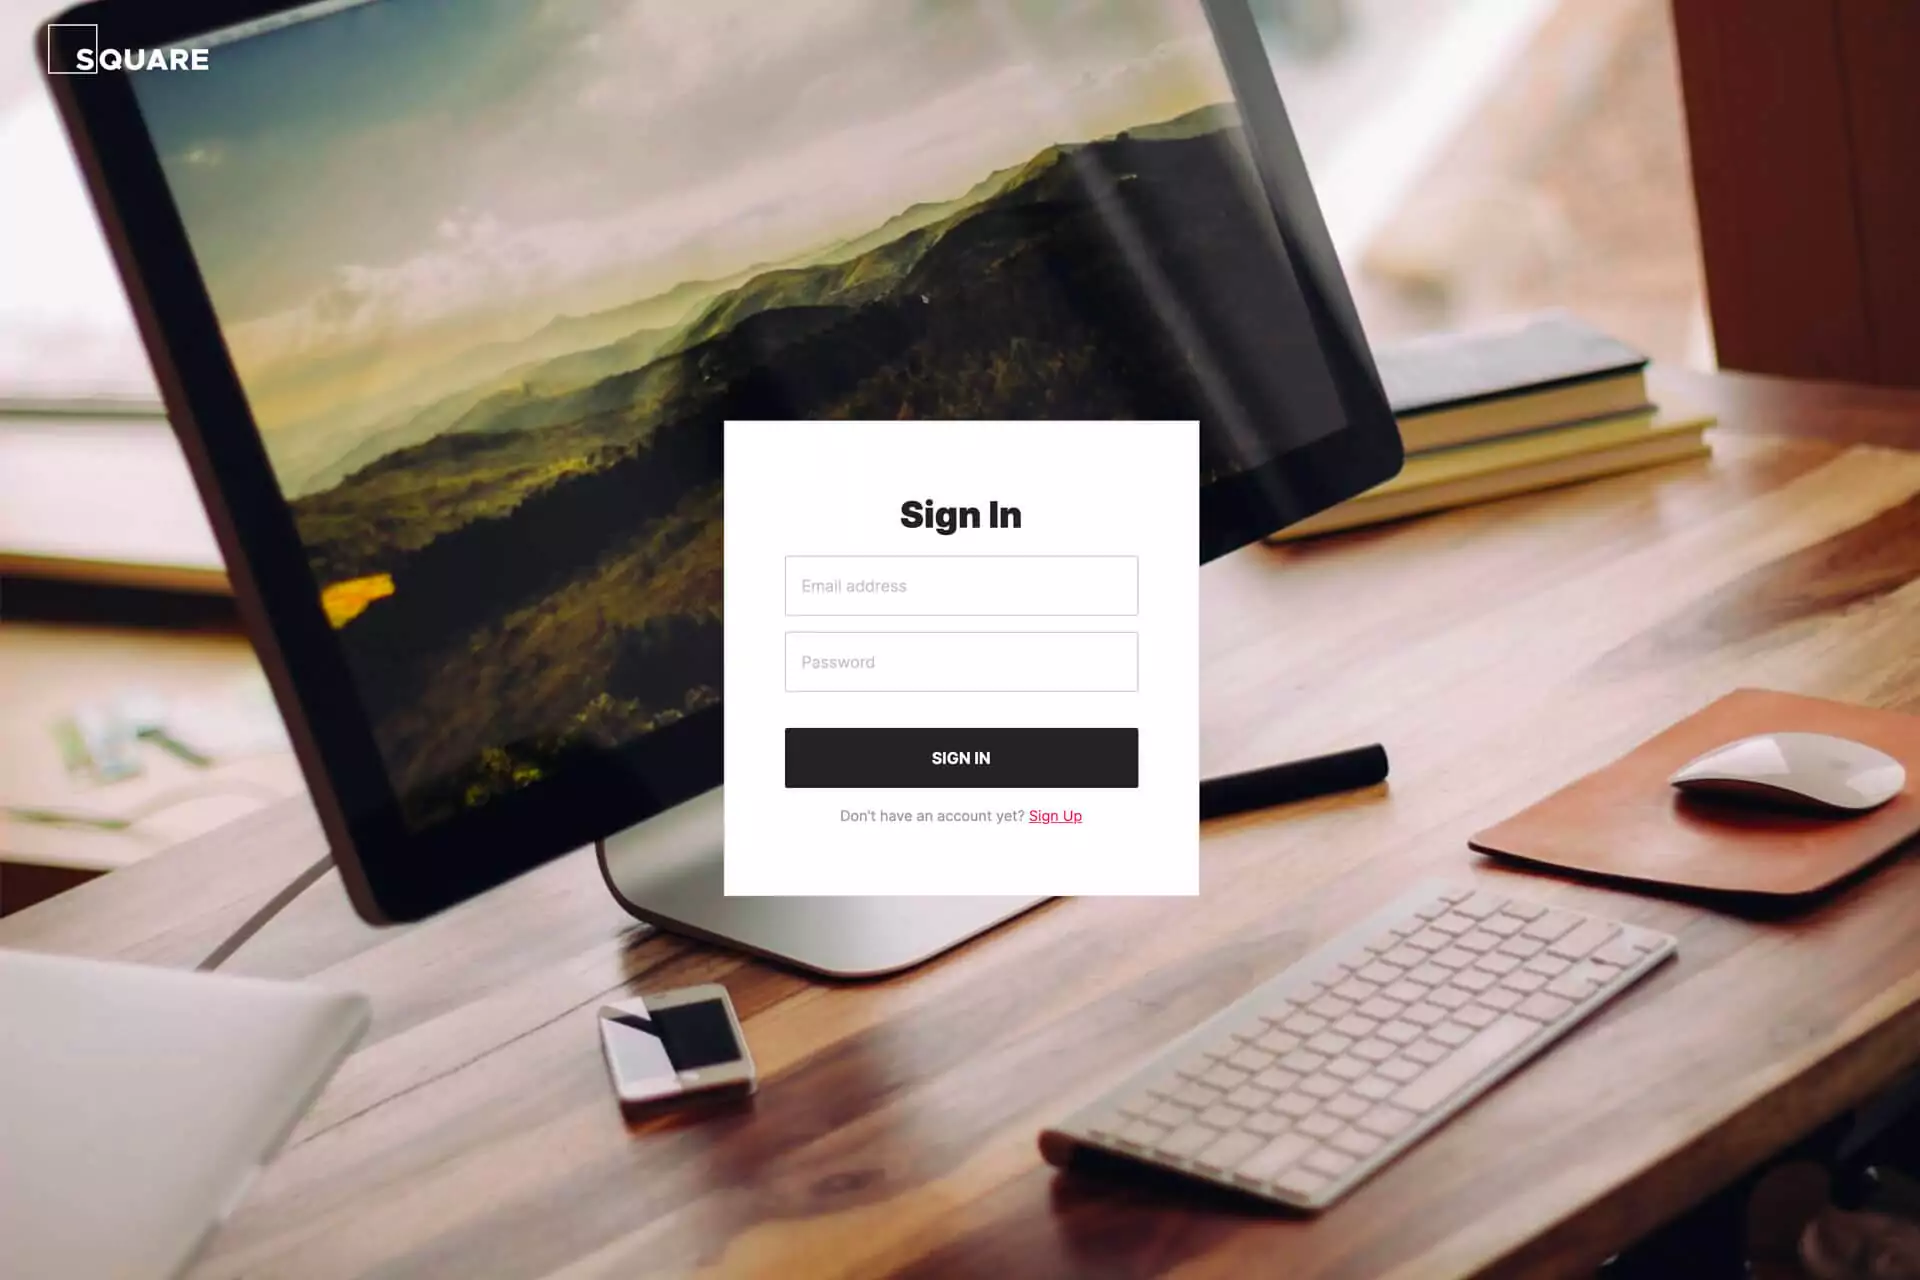 SQUARE
Sign In
Email address
Password
SIGN IN
Don't have an account yet? Sign Up